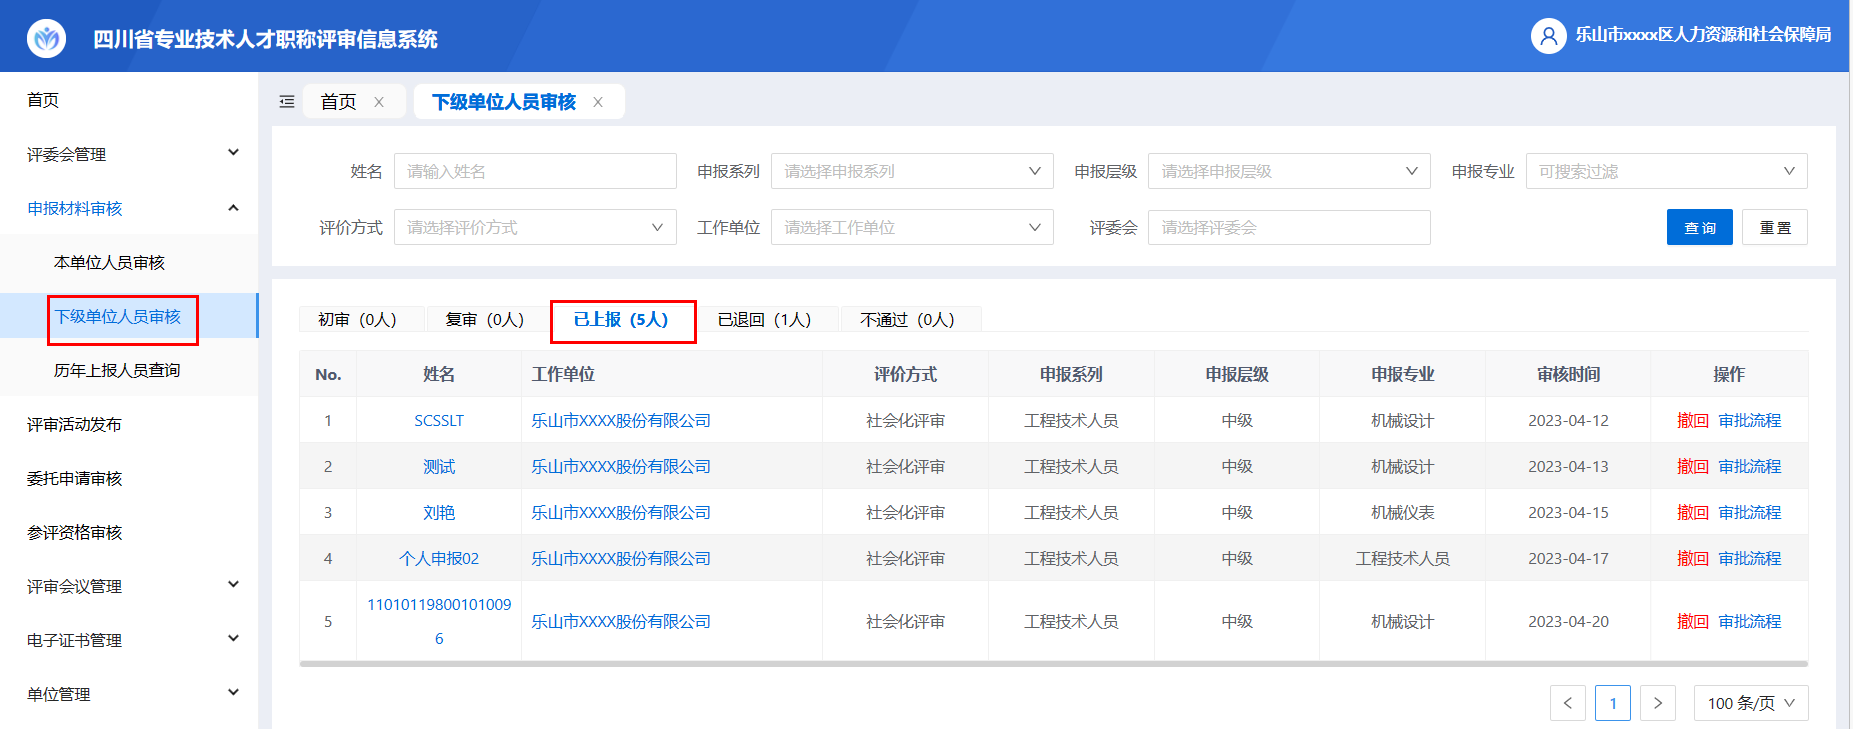 四川省专业技术人才职称评审信息系统
乐山市xxxx区人力资源和社会保障局
首页
评委会管理
申报材料审核
本单位人员审核
下级单位人员审核
历年上报人员查询
评审活动发布
委托申请审核
参评资格审核
评审会议管理
电子证书管理
单位管理
首页 下级单位人员审核
姓名 请输入姓名 申报系列 请选择申报系列 申报层级 请选择申报层级 申报专业 可搜索过滤
评价方式 请选择评价方式 工作单位 请选择工作单位 评委会 请选择评委会 查询 重置
初审（0人） 复审（0人） 已上报（5人） 已退回（1人） 不通过（0人）
No. 姓名 工作单位 评价方式 申报系列 申报层级 申报专业 审核时间 操作
1 SCSSLT 乐山市XXXX股份有限公司 社会化评审 工程技术人员 中级 机械设计 2023-04-12 撤回 审批流程
2 测试 乐山市XXXX股份有限公司 社会化评审 工程技术人员 中级 机械设计 2023-04-13 撤回 审批流程
3 刘艳 乐山市XXXX股份有限公司 社会化评审 工程技术人员 中级 机械仪表 2023-04-15 撤回 审批流程
4 个人申报02 乐山市XXXX股份有限公司 社会化评审 工程技术人员 中级 工程技术人员 2023-04-17 撤回 审批流程
11010119800101009
5 乐山市XXXX股份有限公司 社会化评审 工程技术人员 中级 机械设计 2023-04-20 撤回 审批流程
6
1 100 条/页